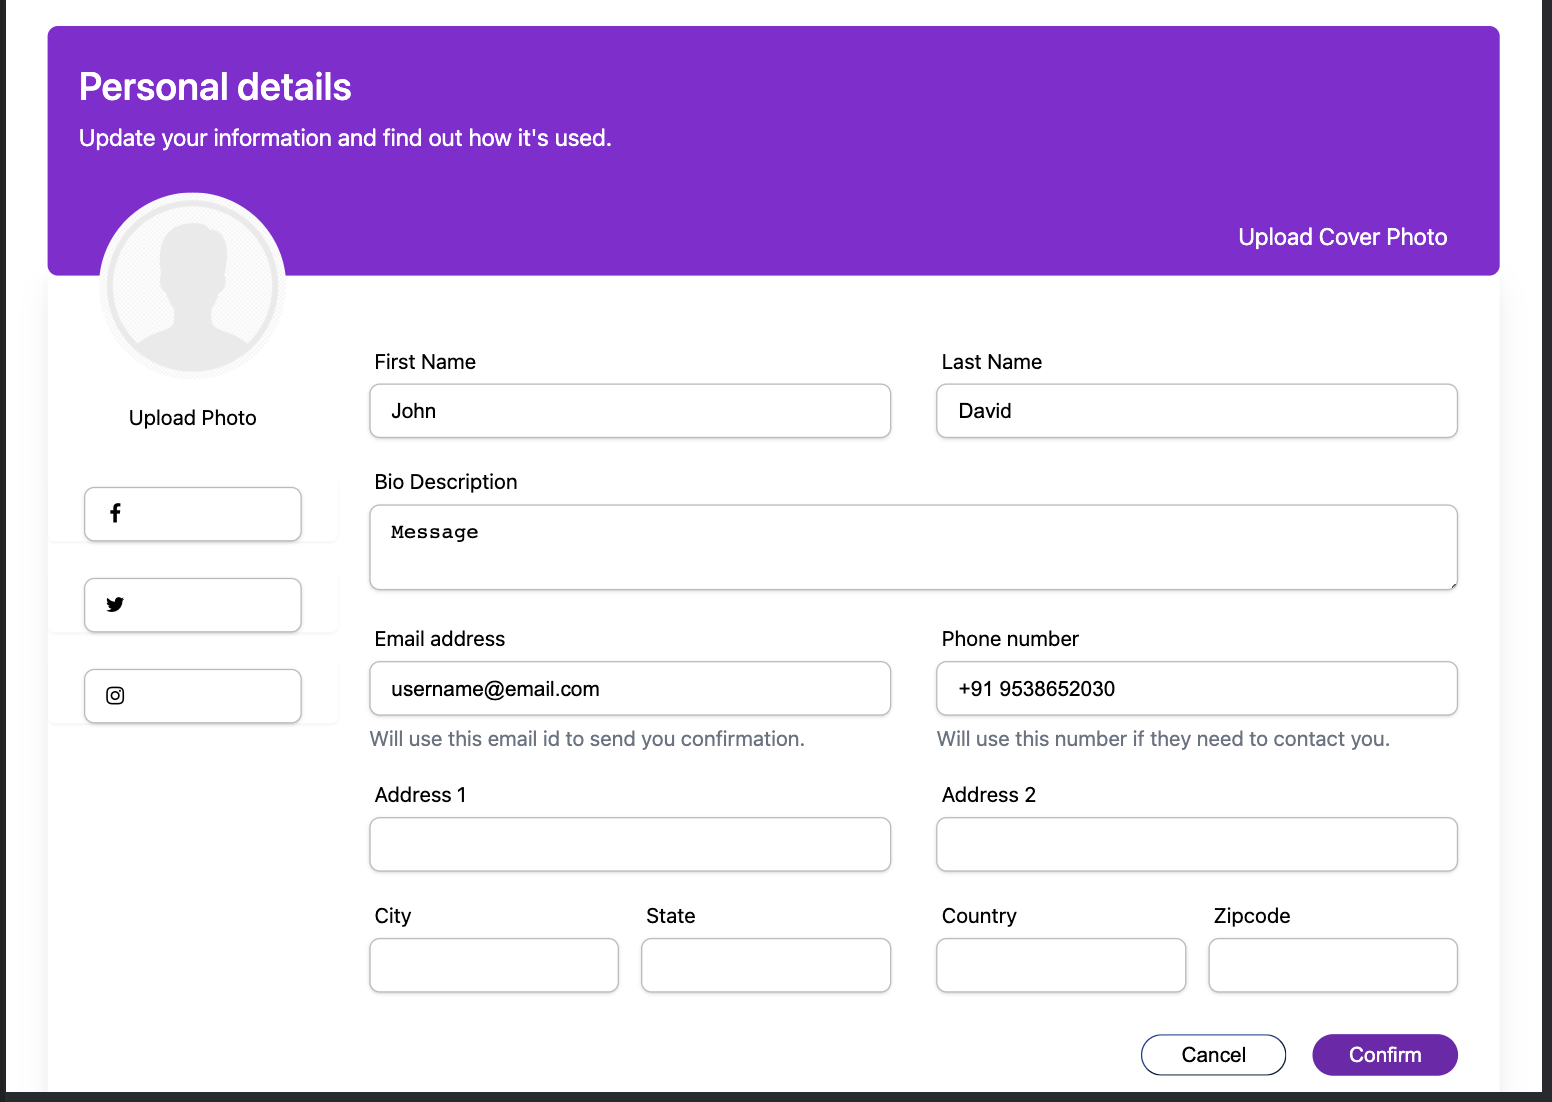 Personal details
Update your information and find out how it's used.
Upload Cover Photo
Upload Photo
First Name
Last Name
John
David
Bio Description
Message
Email address
Phone number
username@email.com
+91 9538652030
Will use this email id to send you confirmation.
Will use this number if they need to contact you.
Address 1
Address 2
City
State
Country
Zipcode
Cancel
Confirm